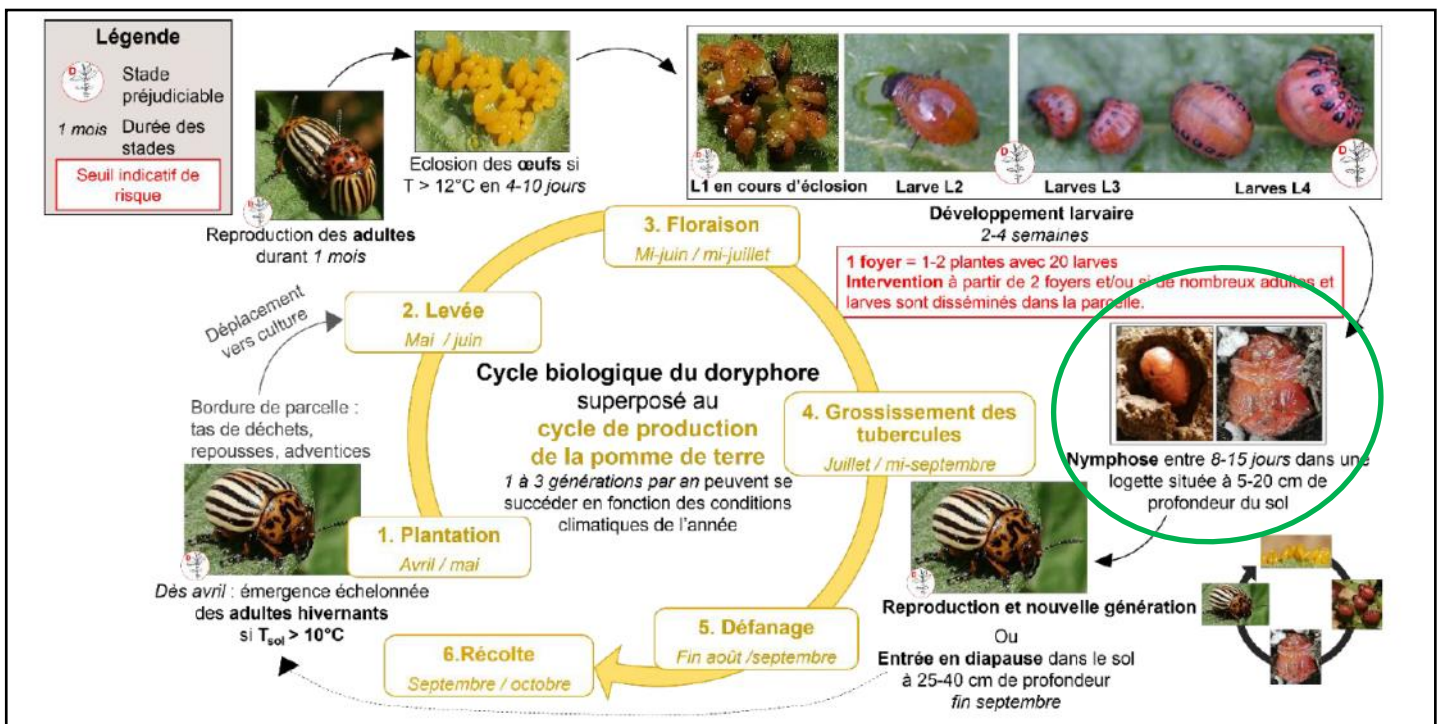 Légende
D
Stade
préjudiciable
1 mois
Durée des
stades
Seuil indicatif de
risque
D
Reproduction des adultes
durant 1 mois
Eclosion des œufs si
T > 12°C en 4-10 jours
D
D
D
L1 en cours d'éclosion
Larve L2
Larves L3
Larves L4
Développement larvaire
2-4 semaines
1 foyer = 1-2 plantes avec 20 larves
Intervention à partir de 2 foyers et/ou si de nombreux adultes et
larves sont disséminés dans la parcelle.
3. Floraison
Mi-juin / mi-juillet
Déplacement
vers culture
2. Levée
Mai / juin
Cycle biologique du doryphore
superposé au
cycle de production
de la pomme de terre
1 à 3 générations par an peuvent se
succéder en fonction des conditions
climatiques de l'année
4. Grossissement des
tubercules
Juillet / mi-septembre
Nymphose entre 8-15 jours dans une
logette située à 5-20 cm de
profondeur du sol
Bordure de parcelle :
tas de déchets,
repousses, adventices
D
1. Plantation
Avril / mai
Dès avril : émergence échelonnée
des adultes hivernants
si Tsol > 10°C
D
Reproduction et nouvelle génération
Ou
Entrée en diapause dans le sol
à 25-40 cm de profondeur
fin septembre
5. Défanage
Fin août /septembre
6.Récolte
Septembre / octobre